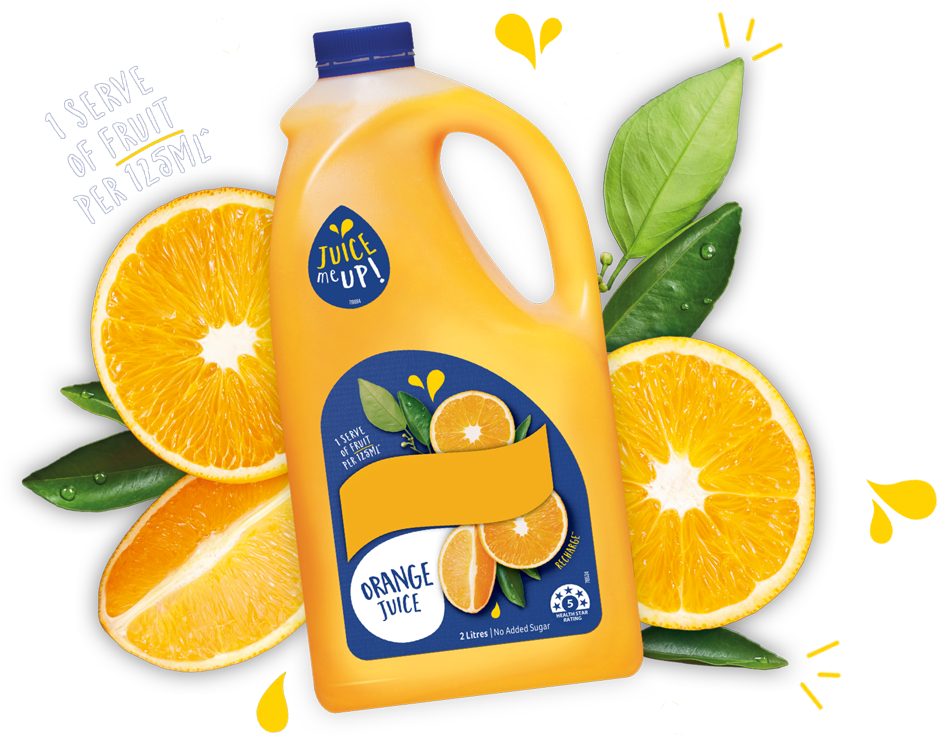 1 SERVE
OF FRUIT
PER 125ML^
JUICE
me UP!
1 SERVE
OF FRUIT
PER 125ML^
ORANGE
JUICE
RECHARGE
5
HEALTH STAR
RATING
2 Litres | No Added Sugar